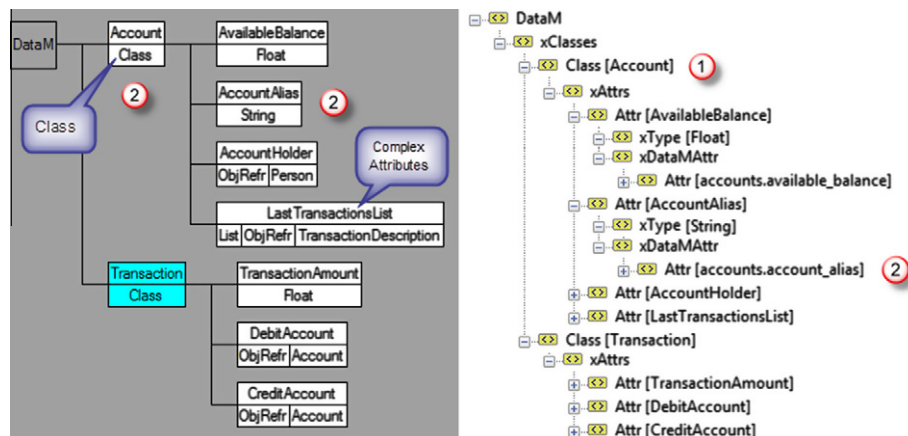 DataM
Account
Class
AvailableBalance
Float
2
AccountAlias
String
2
Class
AccountHolder
ObjRefr Person
Complex
Attributes
LastTransactionsList
List ObjRefr TransactionDescription
Transaction
Class
TransactionAmount
Float
DebitAccount
ObjRefr Account
CreditAccount
ObjRefr Account
DataM
xClasses
Class [Account] 1
xAttrs
Attr [AvailableBalance]
xType [Float]
xDataMAttr
Attr [accounts.available_balance]
Attr [AccountAlias]
xType [String]
xDataMAttr
Attr [accounts.account_alias] 2
Attr [AccountHolder]
Attr [LastTransactionsList]
Class [Transaction]
xAttrs
Attr [TransactionAmount]
Attr [DebitAccount]
Attr [CreditAccount]